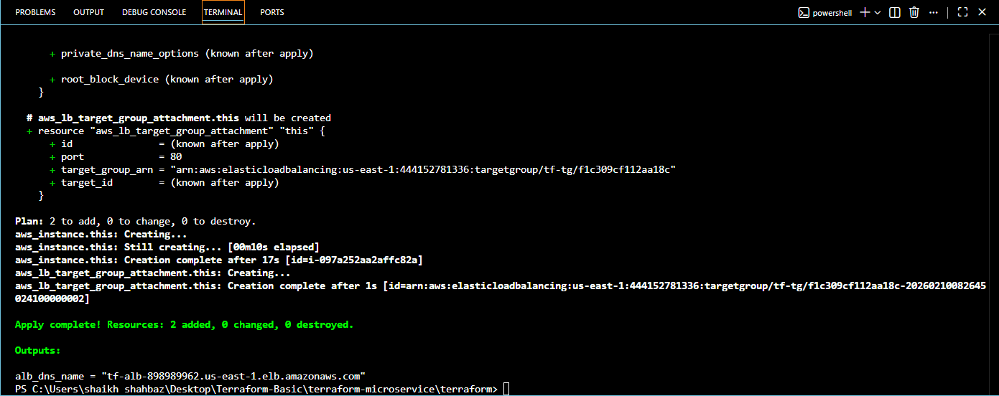 PROBLEMS OUTPUT DEBUG CONSOLE TERMINAL PORTS powershell
+ private_dns_name_options (known after apply)
+ root_block_device (known after apply)
}
# aws_lb_target_group_attachment.this will be created
+ resource "aws_lb_target_group_attachment" "this" {
+ id = (known after apply)
+ port = 80
+ target_group_arn = "arn:aws:elasticloadbalancing:us-east-1:444152781336:targetgroup/tf-tg/f1c309cf112aa18c"
+ target_id = (known after apply)
}
Plan: 2 to add, 0 to change, 0 to destroy.
aws_instance.this: Creating...
aws_instance.this: Still creating... [00m10s elapsed]
aws_instance.this: Creation complete after 17s [id=i-097a252aa2affc82a]
aws_lb_target_group_attachment.this: Creating...
aws_lb_target_group_attachment.this: Creation complete after 1s [id=arn:aws:elasticloadbalancing:us-east-1:444152781336:targetgroup/tf-tg/f1c309cf112aa18c-20260210082645
024100000002]
Apply complete! Resources: 2 added, 0 changed, 0 destroyed.
Outputs:
alb_dns_name = "tf-alb-898989962.us-east-1.elb.amazonaws.com"
PS C:\Users\shaikh shahbaz\Desktop\Terraform-Basic\terraform-microservice\terraform>